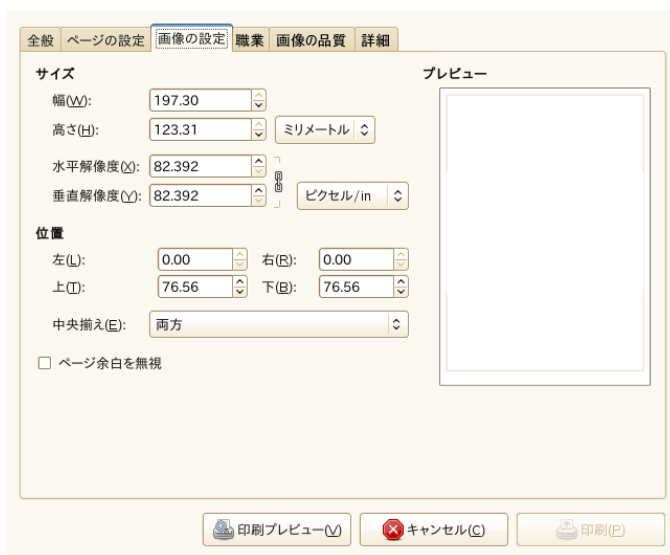 全般 ページの設定 画像の設定 職業 画像の品質 詳細
サイズ
プレビュー
幅(W): 197.30
高さ(H): 123.31 ミリメートル
水平解像度(X): 82.392
垂直解像度(Y): 82.392 ピクセル/in
位置
左(L): 0.00 右(R): 0.00
上(T): 76.56 下(B): 76.56
中央揃え(E): 両方
ページ余白を無視
印刷プレビュー(V) キャンセル(C) 印刷(P)